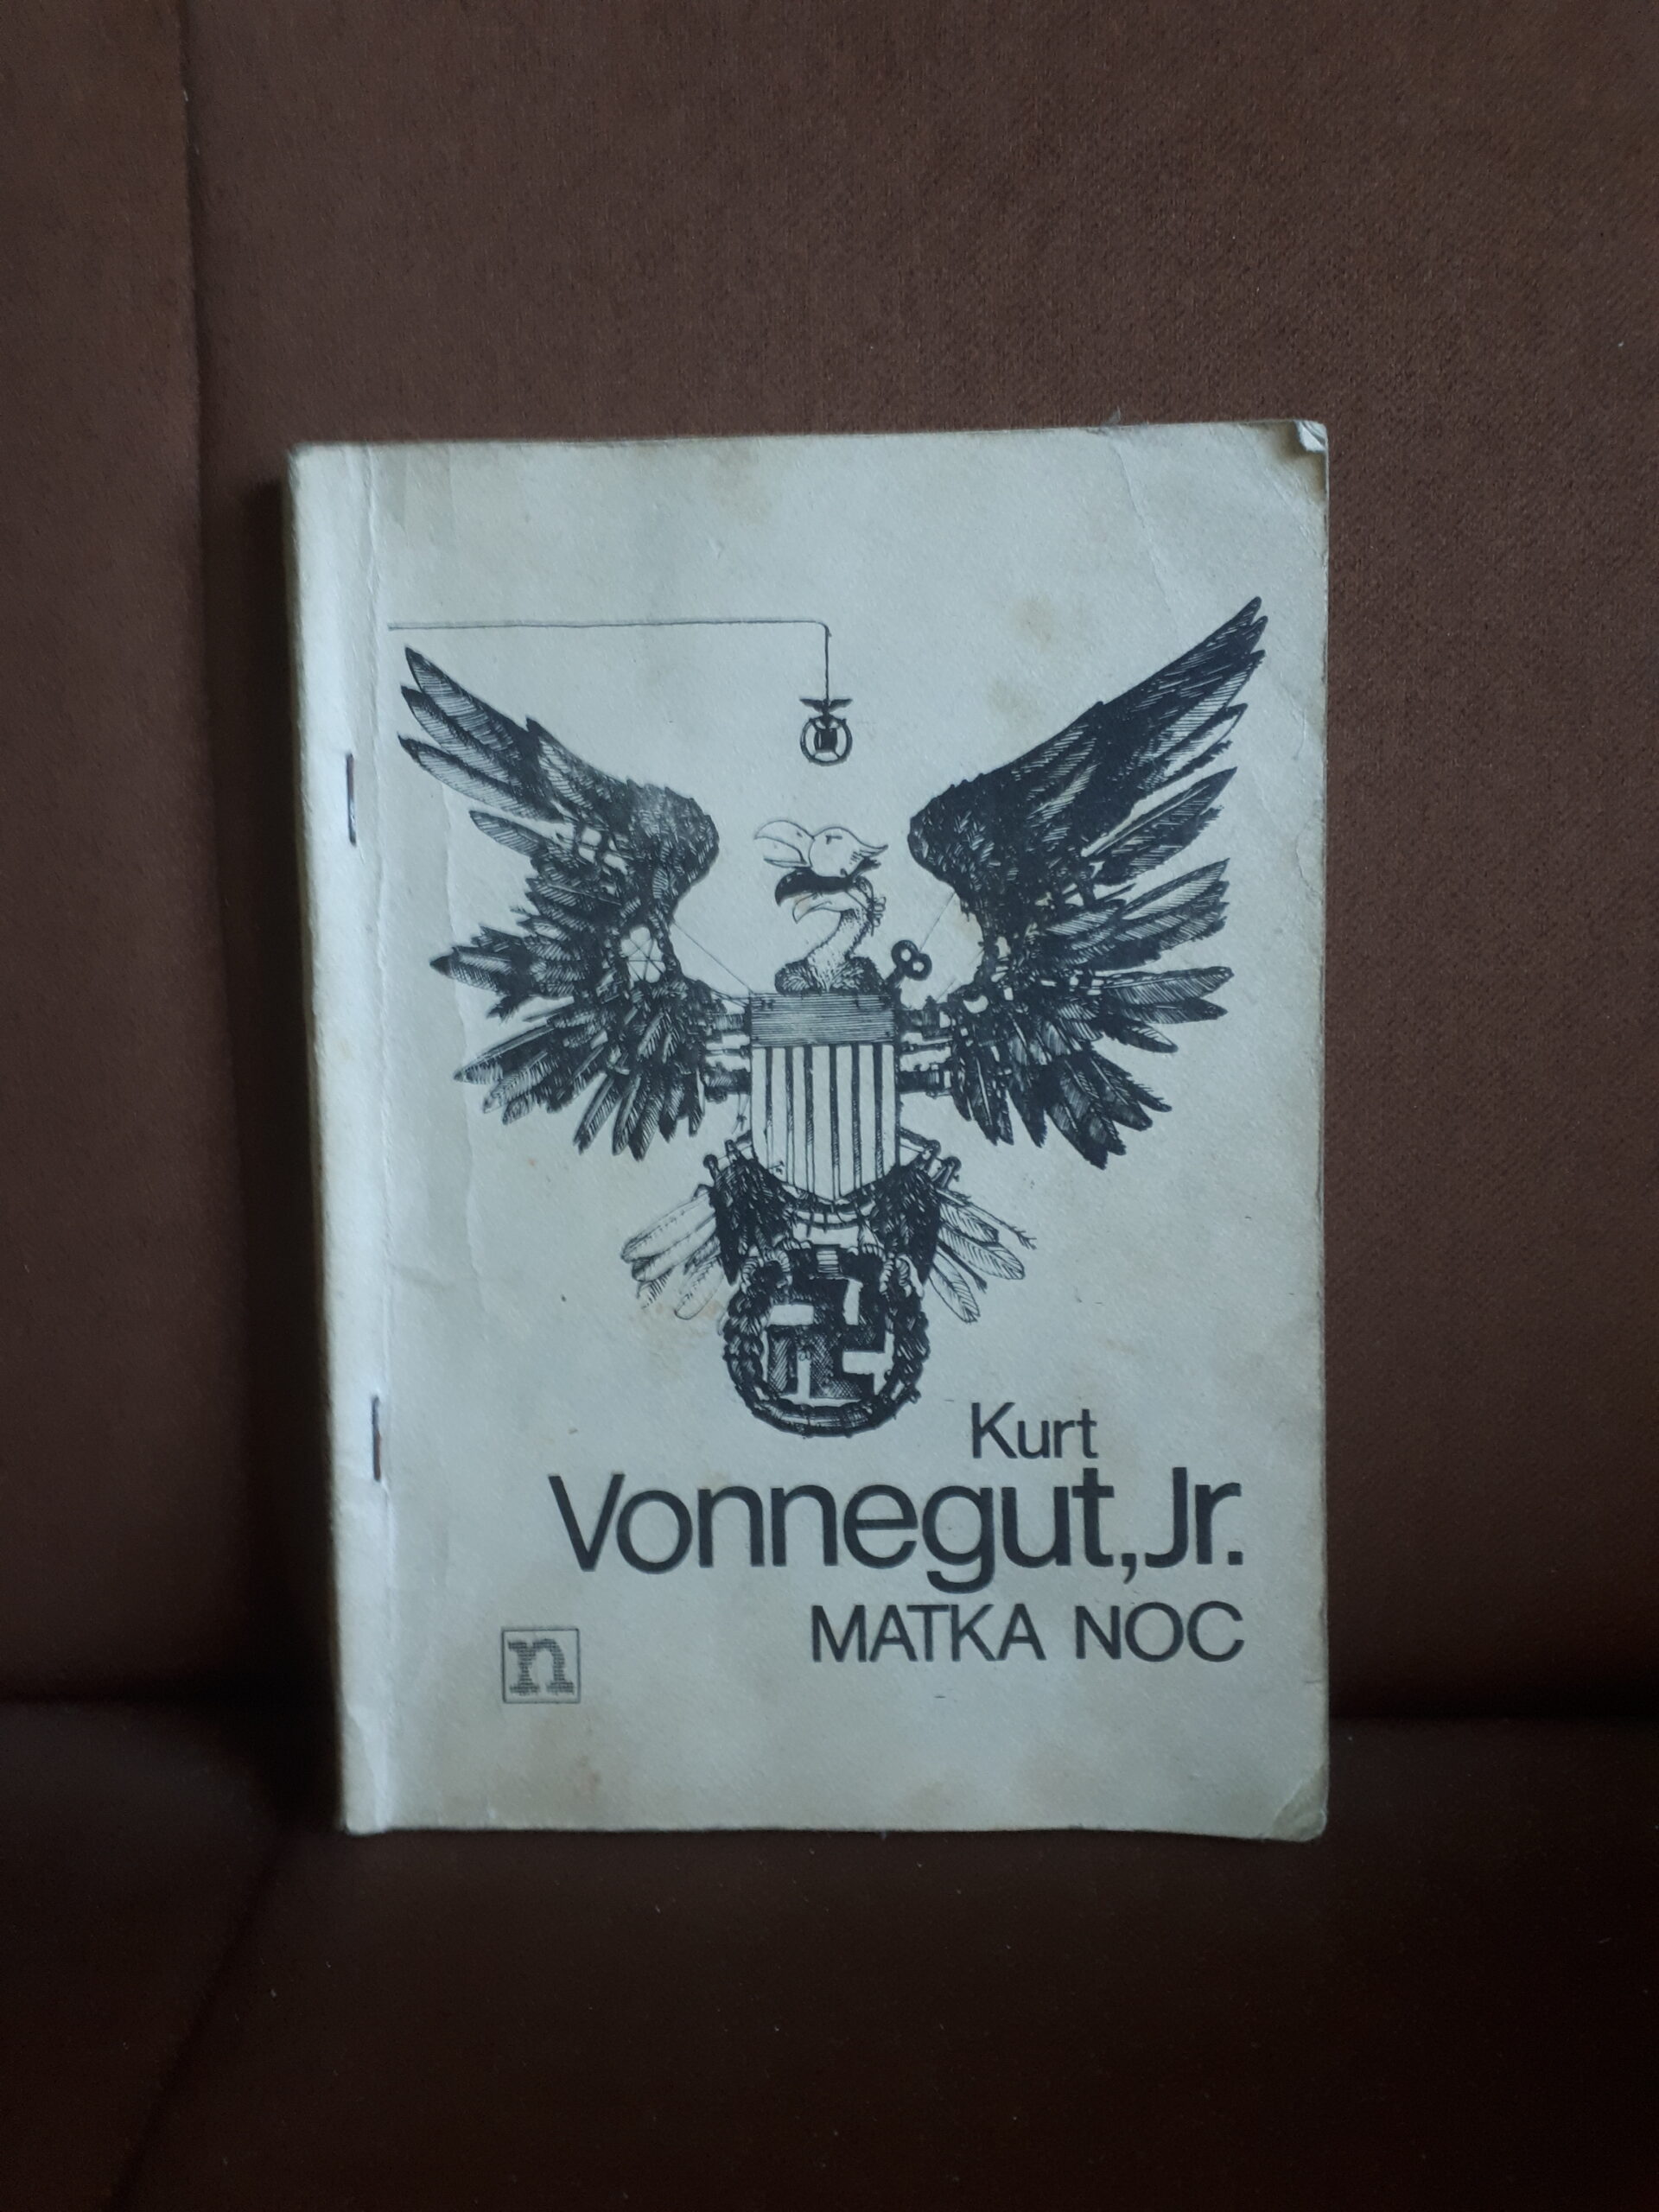 Kurt
Vonnegut,Jr.
MATKA NOC
n